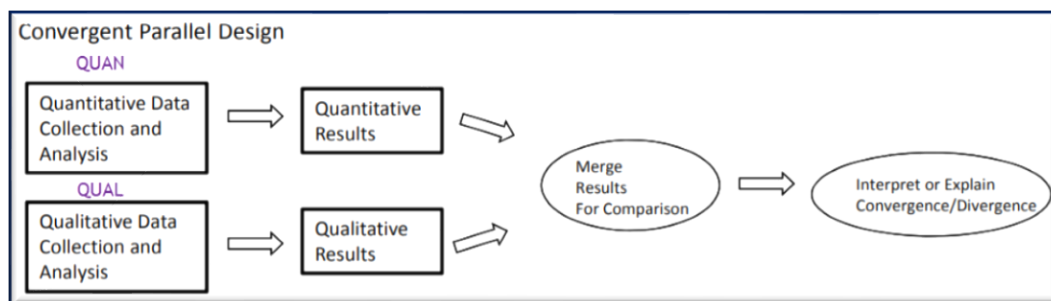 Convergent Parallel Design
QUAN
Quantitative Data
Collection and
Analysis
Quantitative
Results
QUAL
Qualitative Data
Collection and
Analysis
Qualitative
Results
Merge
Results
For Comparison
Interpret or Explain
Convergence/Divergence